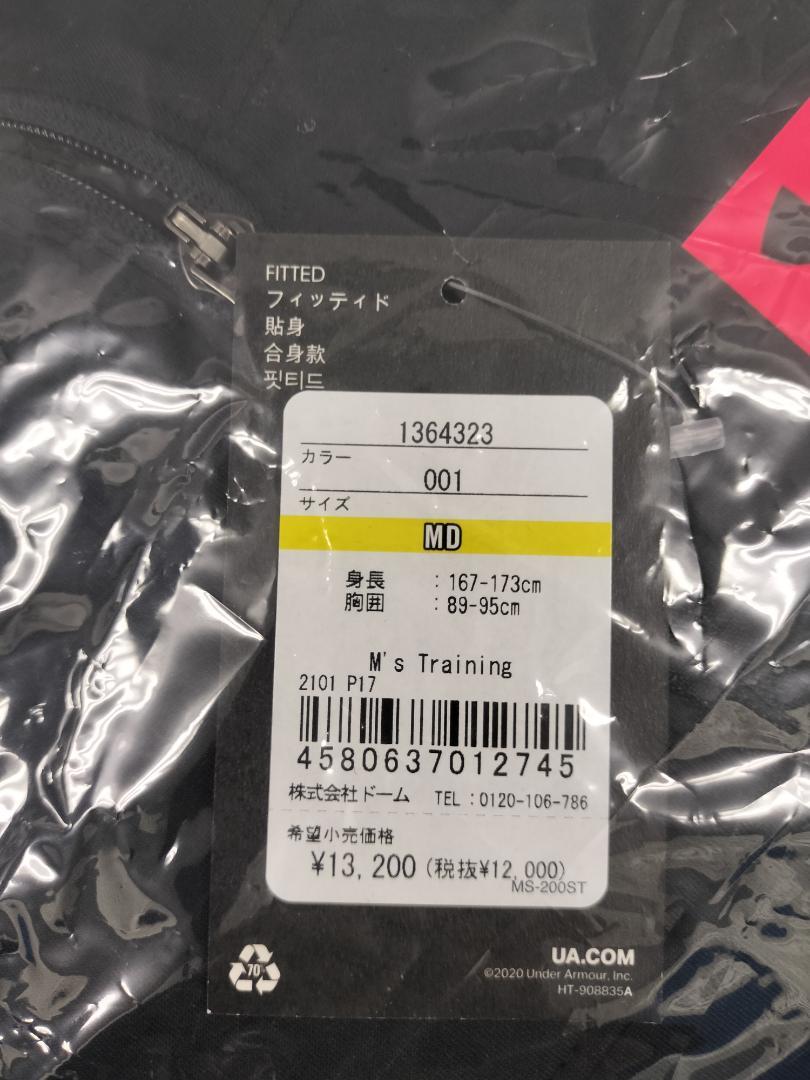 FITTED
フィッティド
貼身
合身款
핏티드
1364323
カラー
001
サイズ
MD
身長 : 167-173cm
胸囲 : 89-95cm
M's Training
2101 P17
4580637012745
株式会社ドーム TEL:0120-106-786
希望小売価格
¥13,200(税抜¥12,000)
MS-200ST
70
UA.COM
©2020 Under Armour, Inc.
HT-908835A